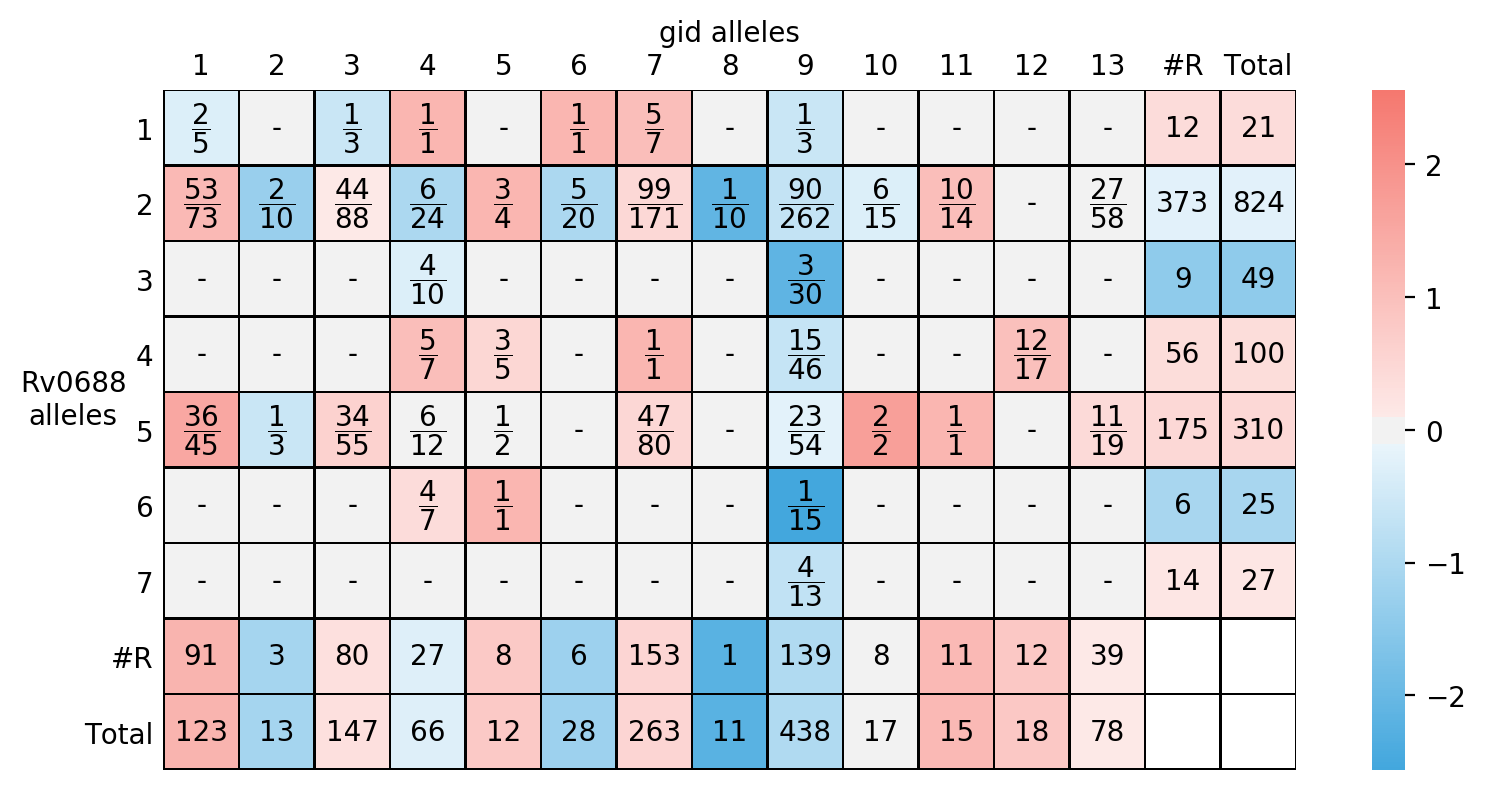 gid alleles
1 2 3 4 5 6 7 8 9 10 11 12 13 #R Total
1 2/5 - 1/3 1/1 - 1/1 5/7 - 1/3 - - - - 12 21
2 53/73 2/10 44/88 6/24 3/4 5/20 99/171 1/10 90/262 6/15 10/14 - 27/58 373 824
3 - - - 4/10 - - - - 3/30 - - - - 9 49
4 - - - 5/7 3/5 - 1/1 - 15/46 - - 12/17 - 56 100
Rv0688
alleles
5 36/45 1/3 34/55 6/12 1/2 - 47/80 - 23/54 2/2 1/1 - 11/19 175 310
6 - - - 4/7 1/1 - - - 1/15 - - - - 6 25
7 - - - - - - - - 4/13 - - - - 14 27
#R 91 3 80 27 8 6 153 1 139 8 11 12 39
Total 123 13 147 66 12 28 263 11 438 17 15 18 78
2
1
0
−1
−2